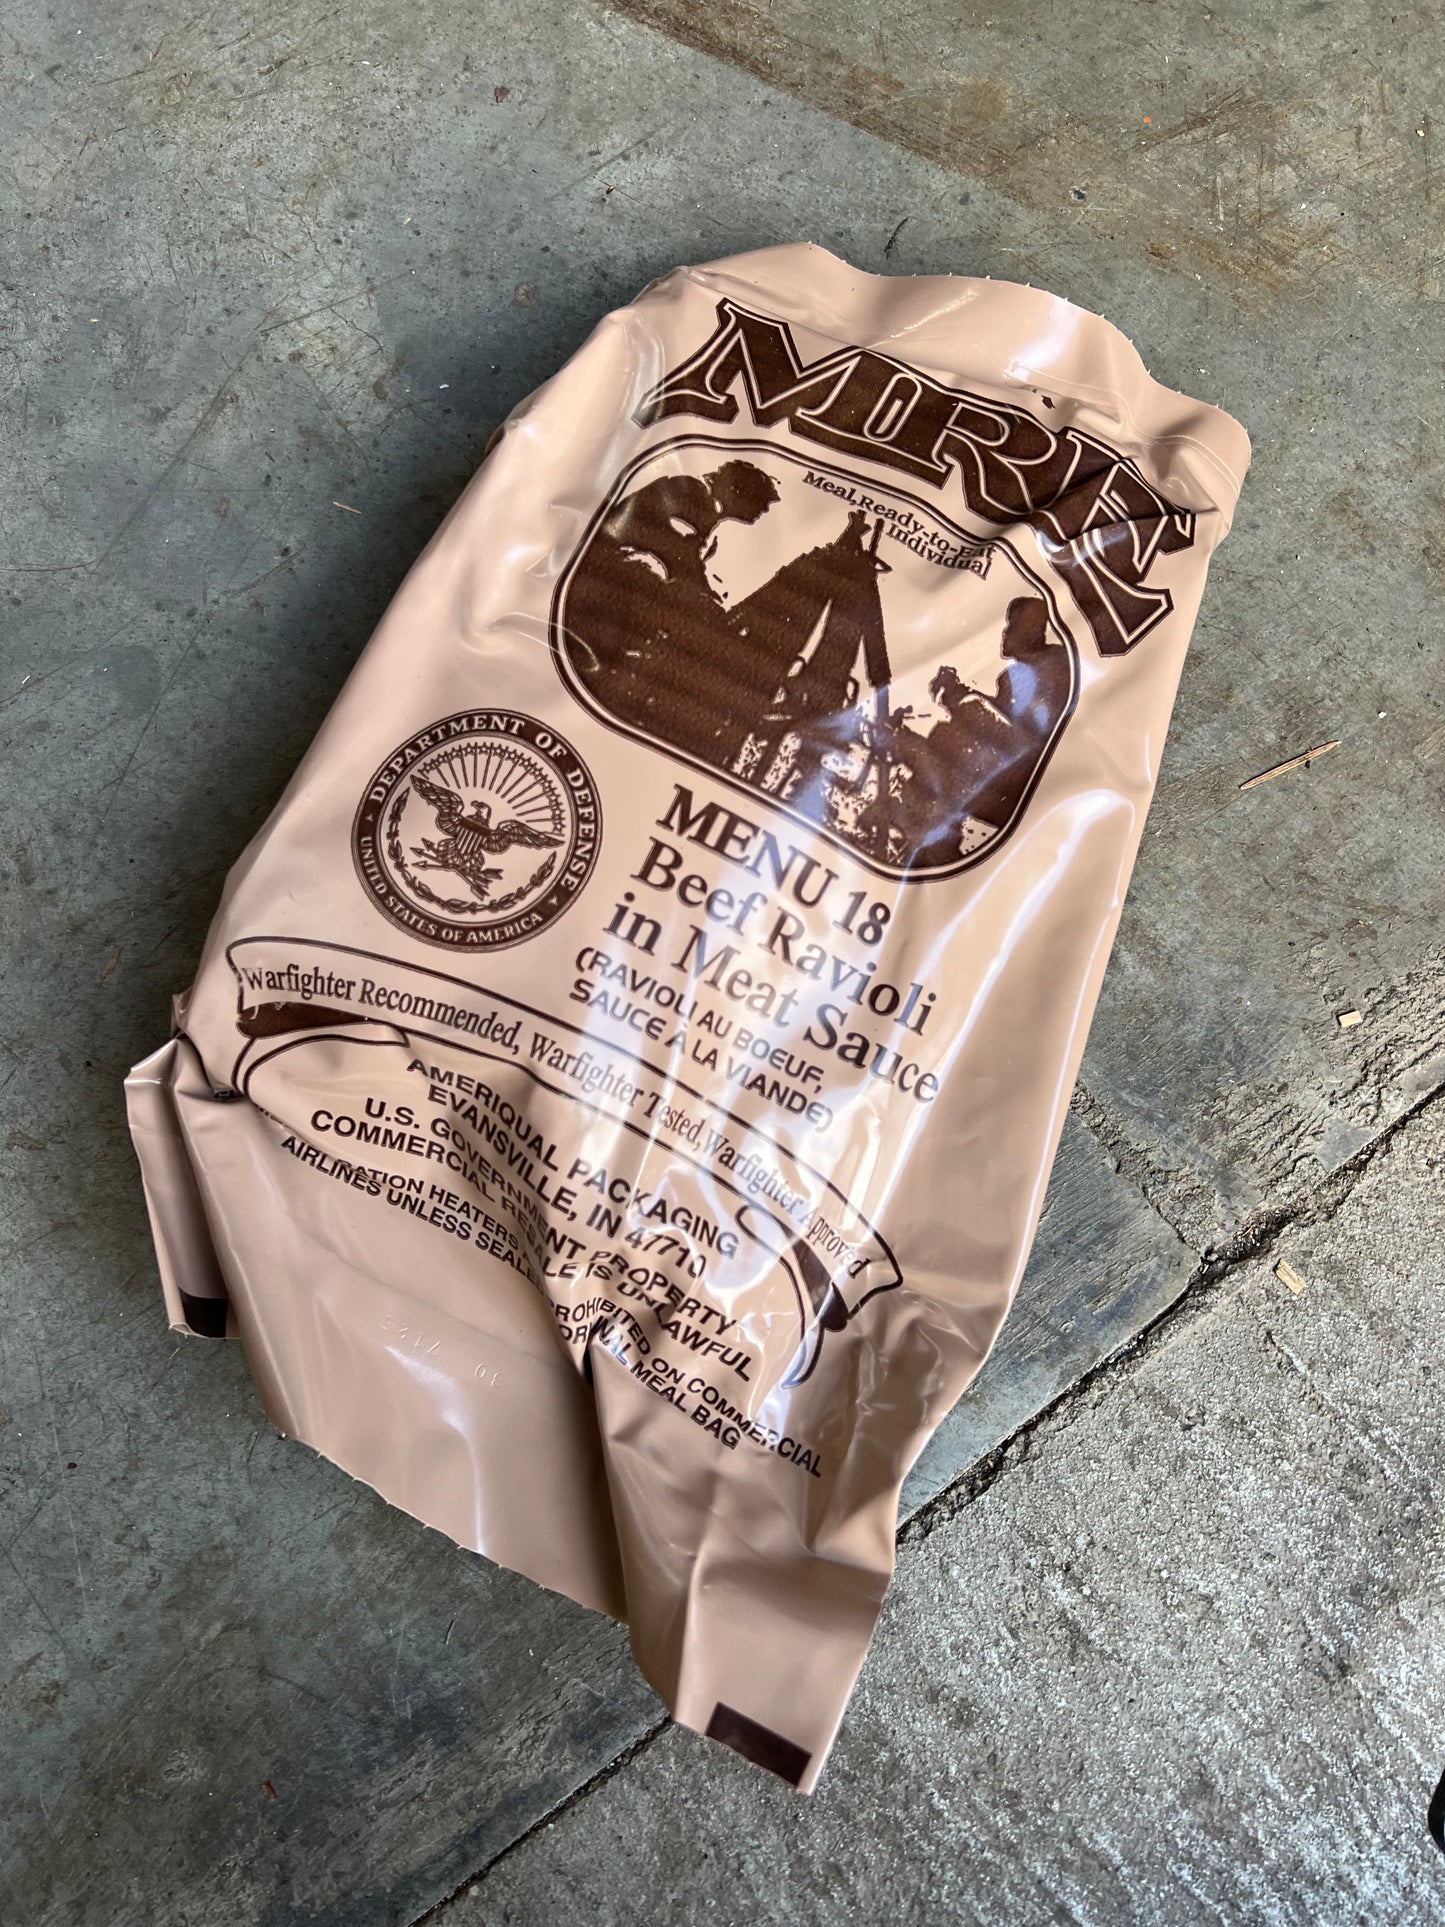 MRE
Meal, Ready-to-Eat
Individual
DEPARTMENT OF DEFENSE
UNITED STATES OF AMERICA
MENU 18
Beef Ravioli
in Meat Sauce
(RAVIOLI AU BOEUF,
SAUCE À LA VIANDE)
Warfighter Recommended, Warfighter Tested, Warfighter Approved
AMERIQUAL PACKAGING
EVANSVILLE, IN 47710
U.S. GOVERNMENT PROPERTY
COMMERCIAL RESALE IS UNLAWFUL
RATION HEATERS PROHIBITED ON COMMERCIAL
AIRLINES UNLESS SEALED IN ORIGINAL MEAL BAG